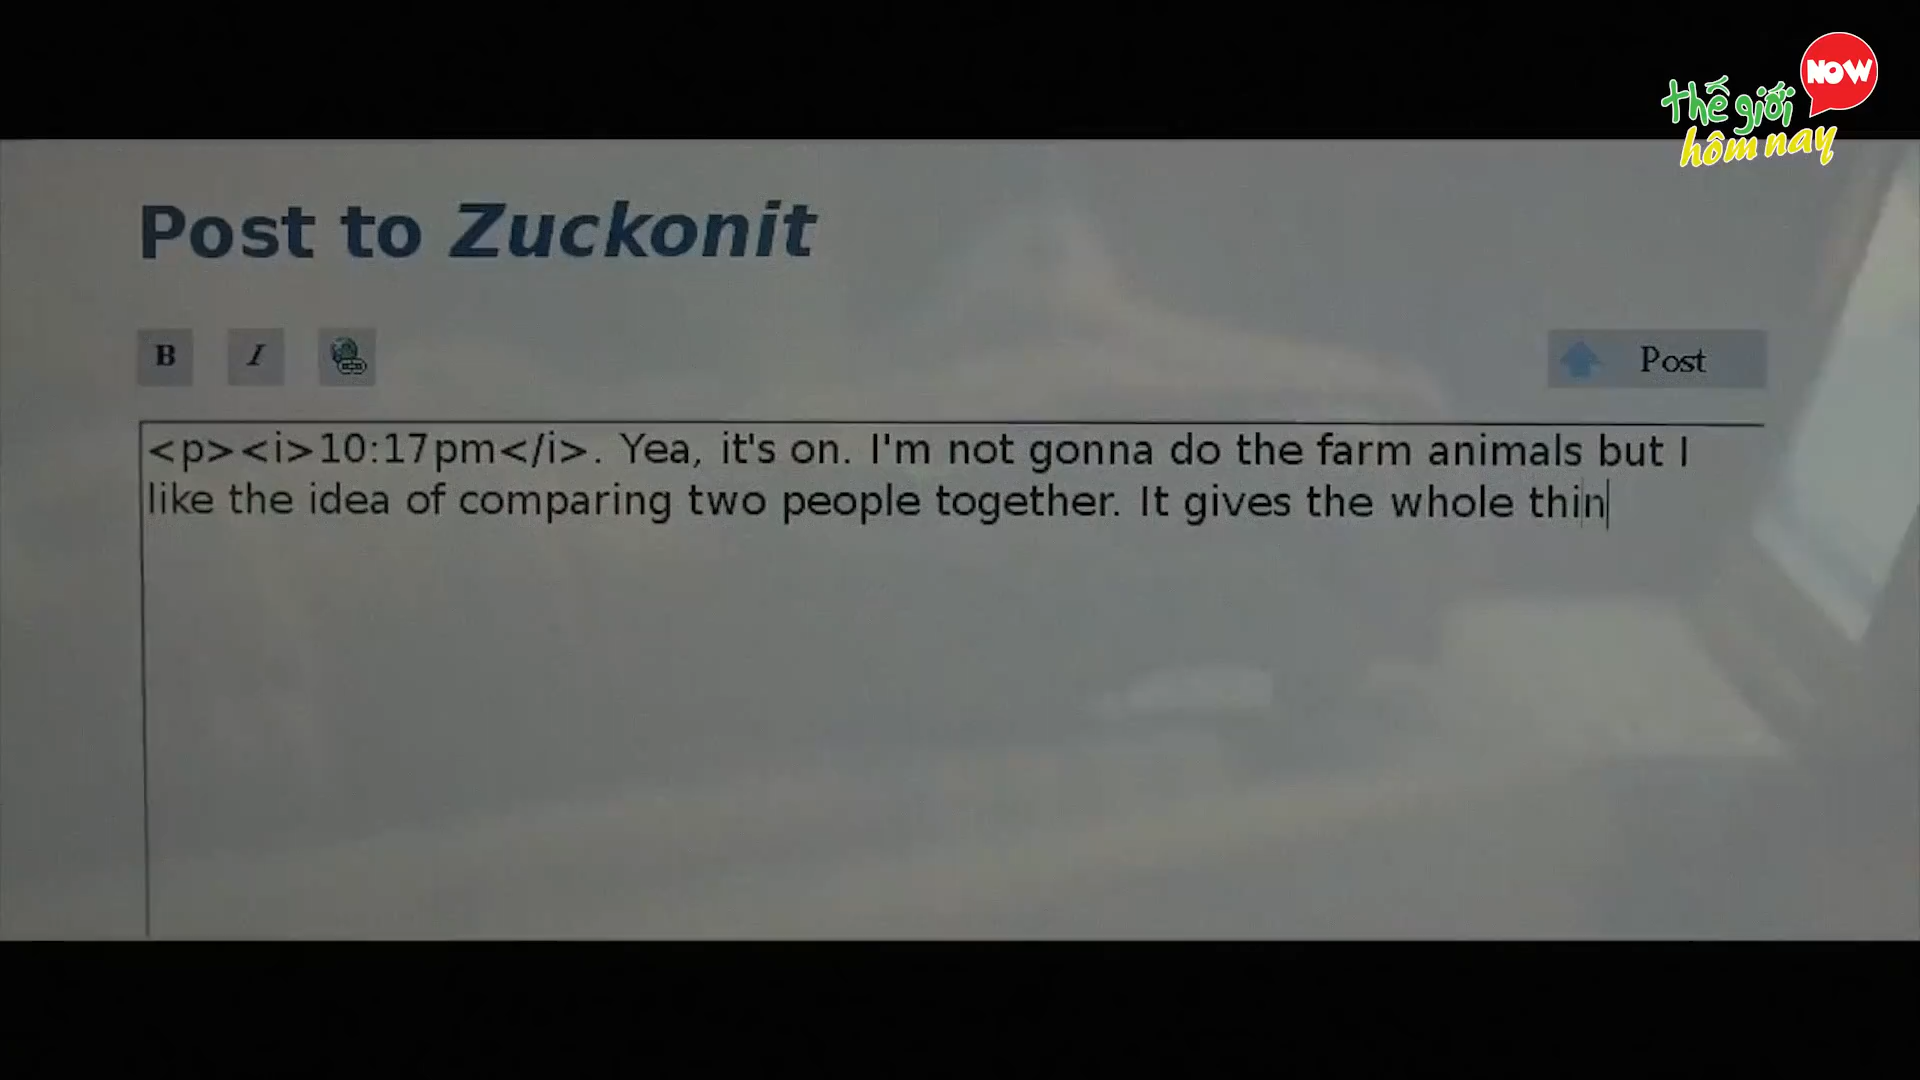 NOW
thế giới
hôm nay
Post to Zuckonit
B
I
Post
<p><i>10:17pm</i>. Yea, it's on. I'm not gonna do the farm animals but I
like the idea of comparing two people together. It gives the whole thin